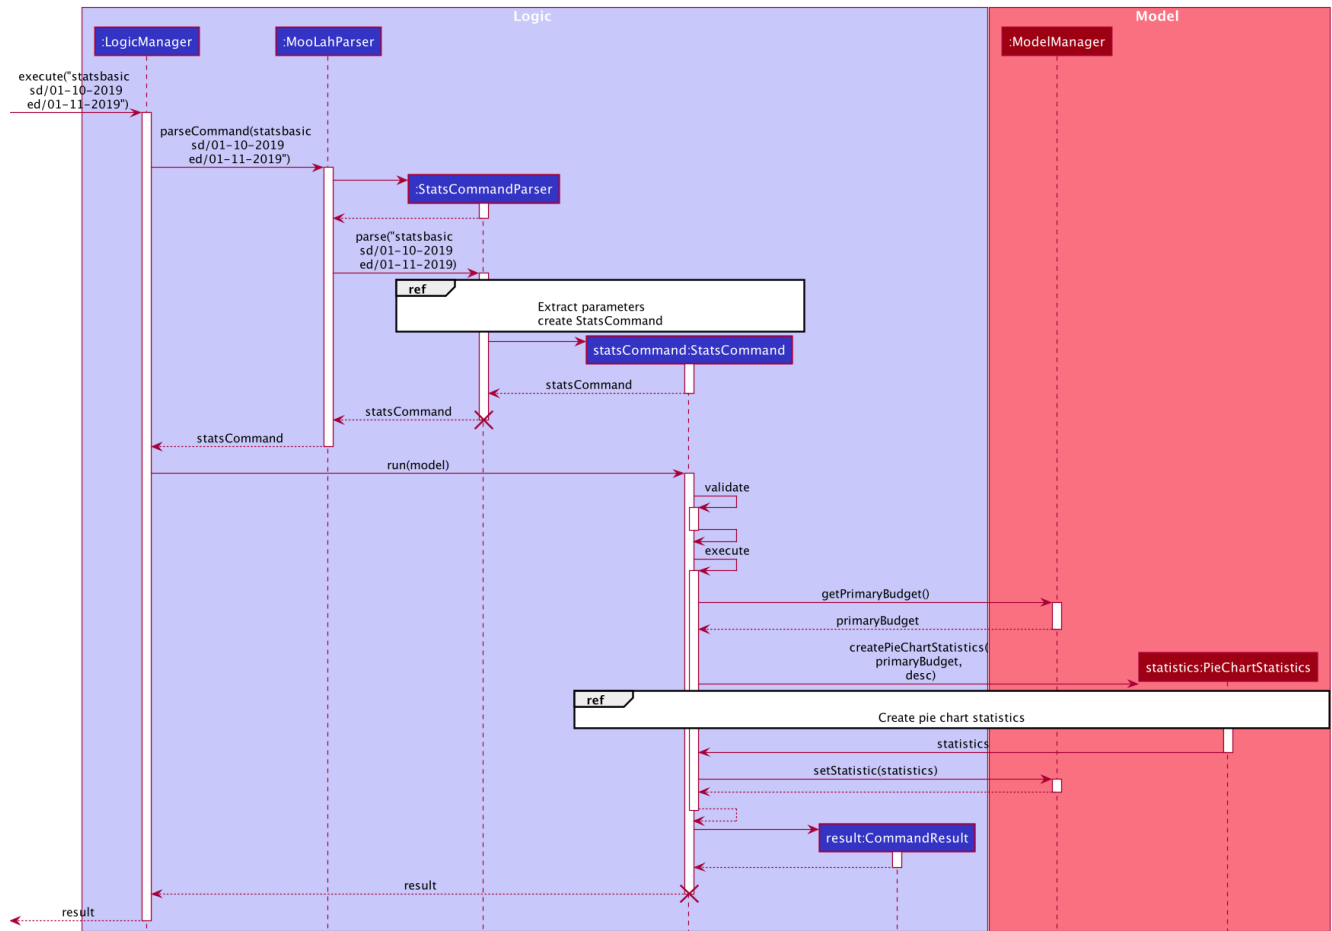 Logic
Model
:LogicManager
:MooLahParser
:ModelManager
execute("statsbasic
sd/01-10-2019
ed/01-11-2019")
parseCommand(statsbasic
sd/01-10-2019
ed/01-11-2019")
:StatsCommandParser
parse("statsbasic
sd/01-10-2019
ed/01-11-2019)
ref
Extract parameters
create StatsCommand
statsCommand:StatsCommand
statsCommand
statsCommand
statsCommand
run(model)
validate
execute
getPrimaryBudget()
primaryBudget
createPieChartStatistics(
primaryBudget,
desc)
statistics:PieChartStatistics
ref
Create pie chart statistics
statistics
setStatistic(statistics)
result:CommandResult
result
result